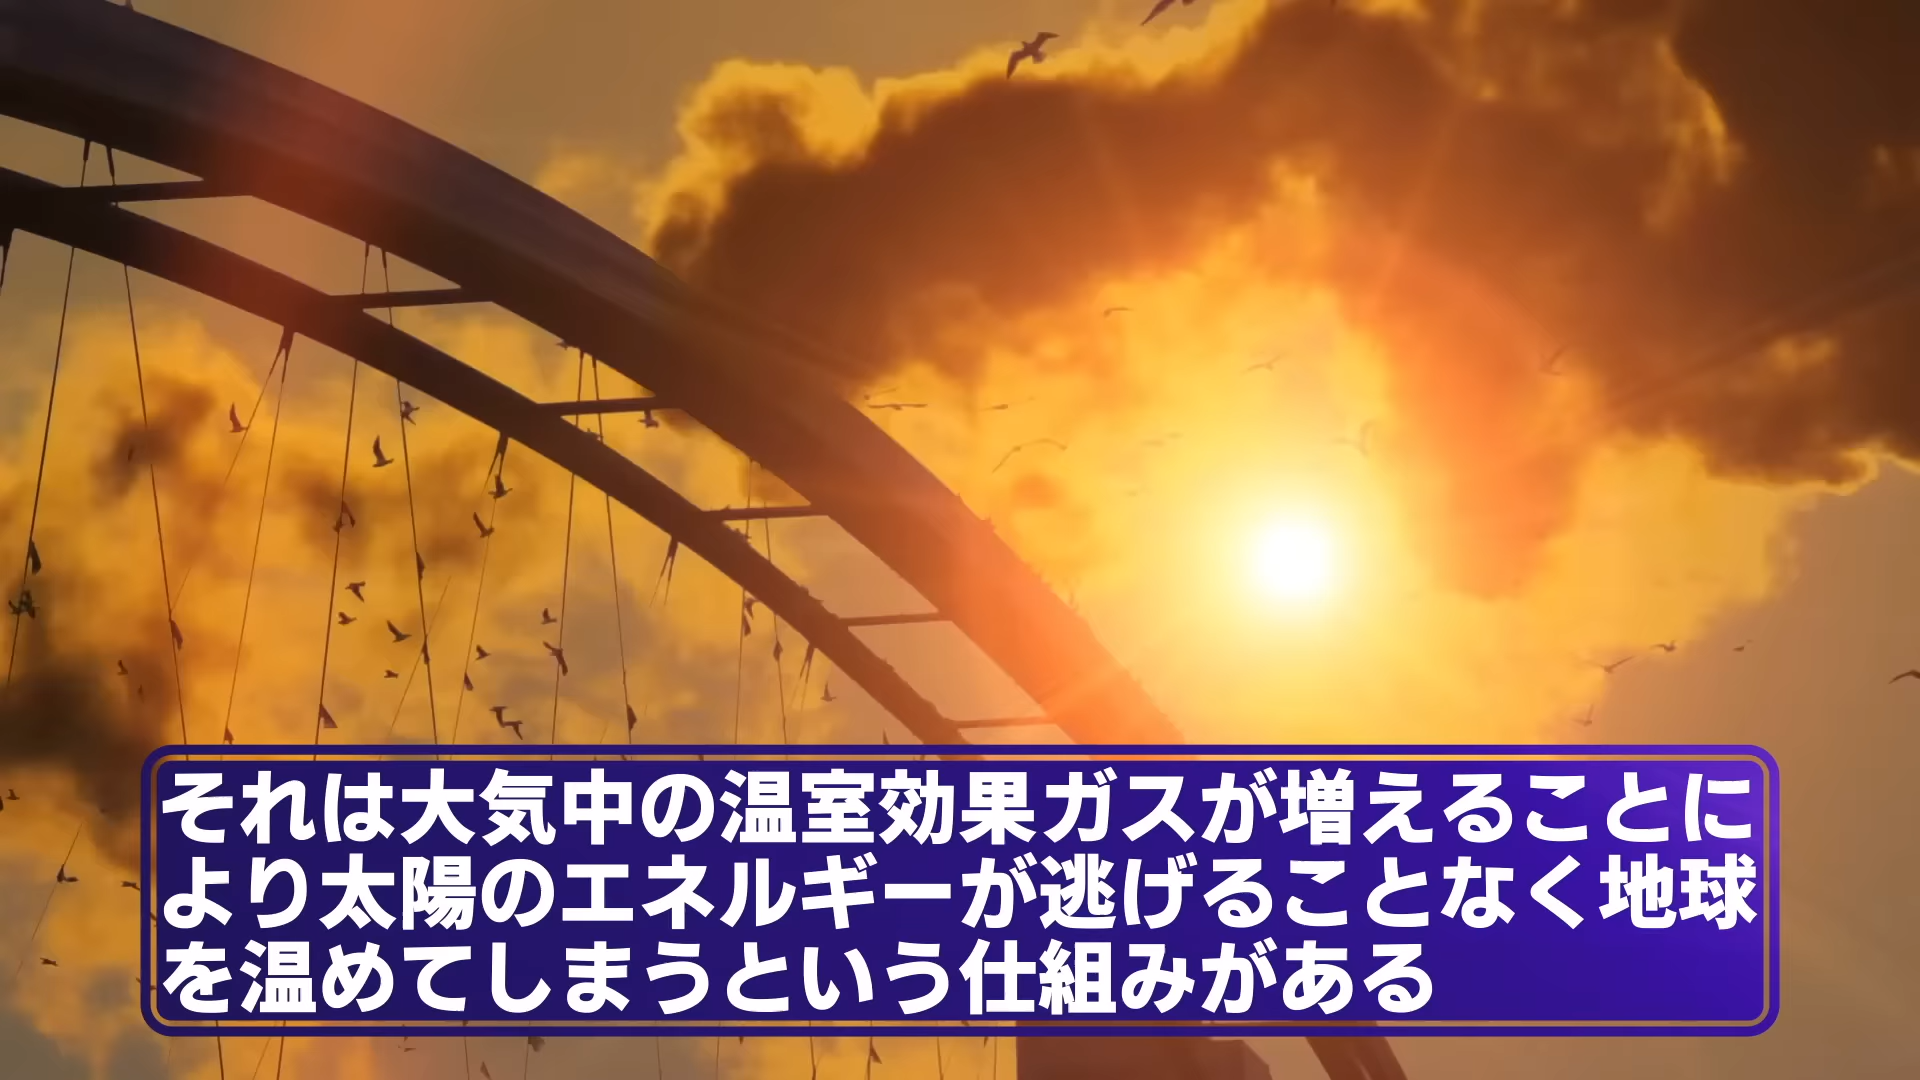 それは大気中の温室効果ガスが増えることに
より太陽のエネルギーが逃げることなく地球
を温めてしまうという仕組みがある